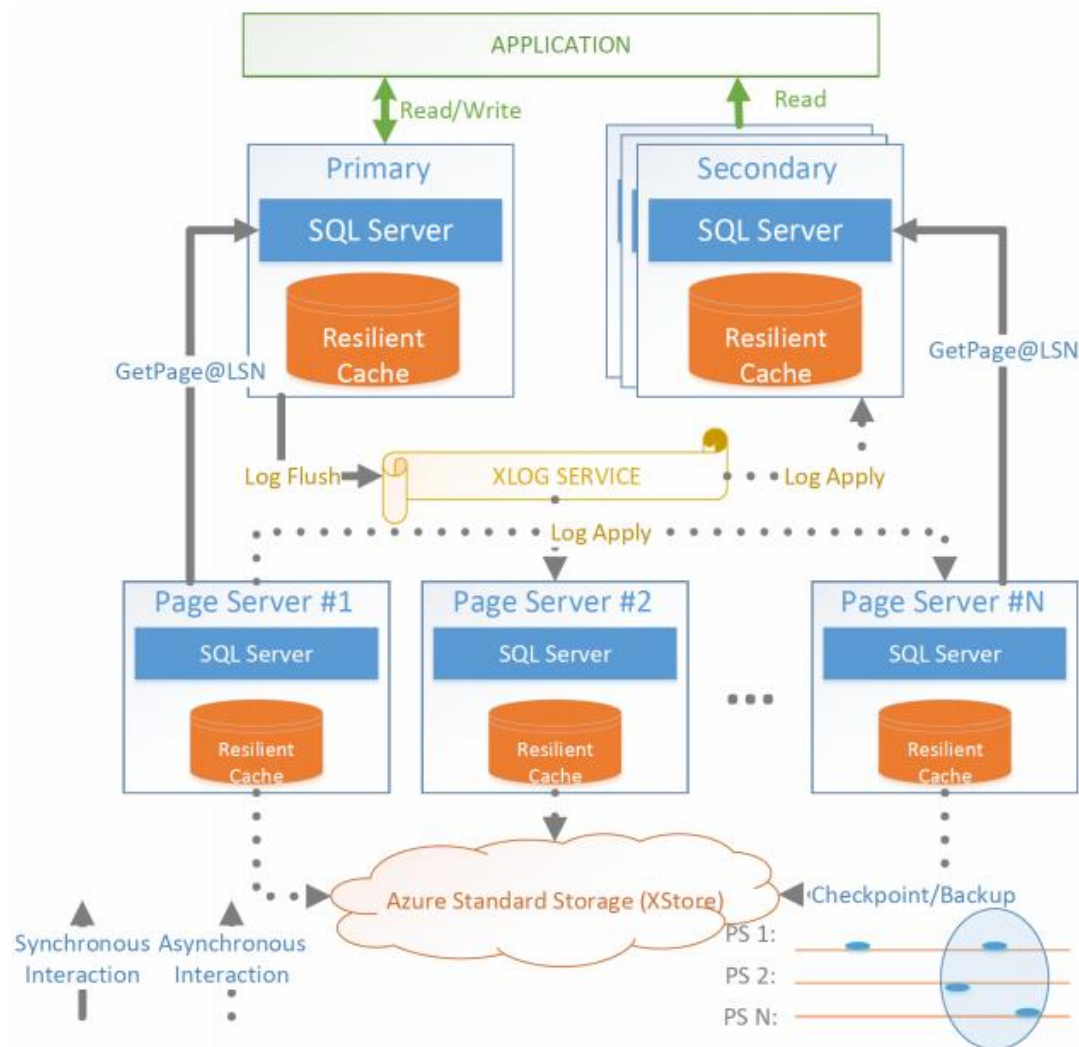 APPLICATION
Read/Write
Read
Primary
Secondary
SQL Server
SQL Server
Resilient
Cache
Resilient
Cache
GetPage@LSN
GetPage@LSN
Log Flush
XLOG SERVICE
Log Apply
Log Apply
Page Server #1
Page Server #2
Page Server #N
SQL Server
SQL Server
SQL Server
Resilient
Cache
Resilient
Cache
Resilient
Cache
Azure Standard Storage (XStore)
Checkpoint/Backup
Synchronous
Interaction
Asynchronous
Interaction
PS 1:
PS 2:
PS N: